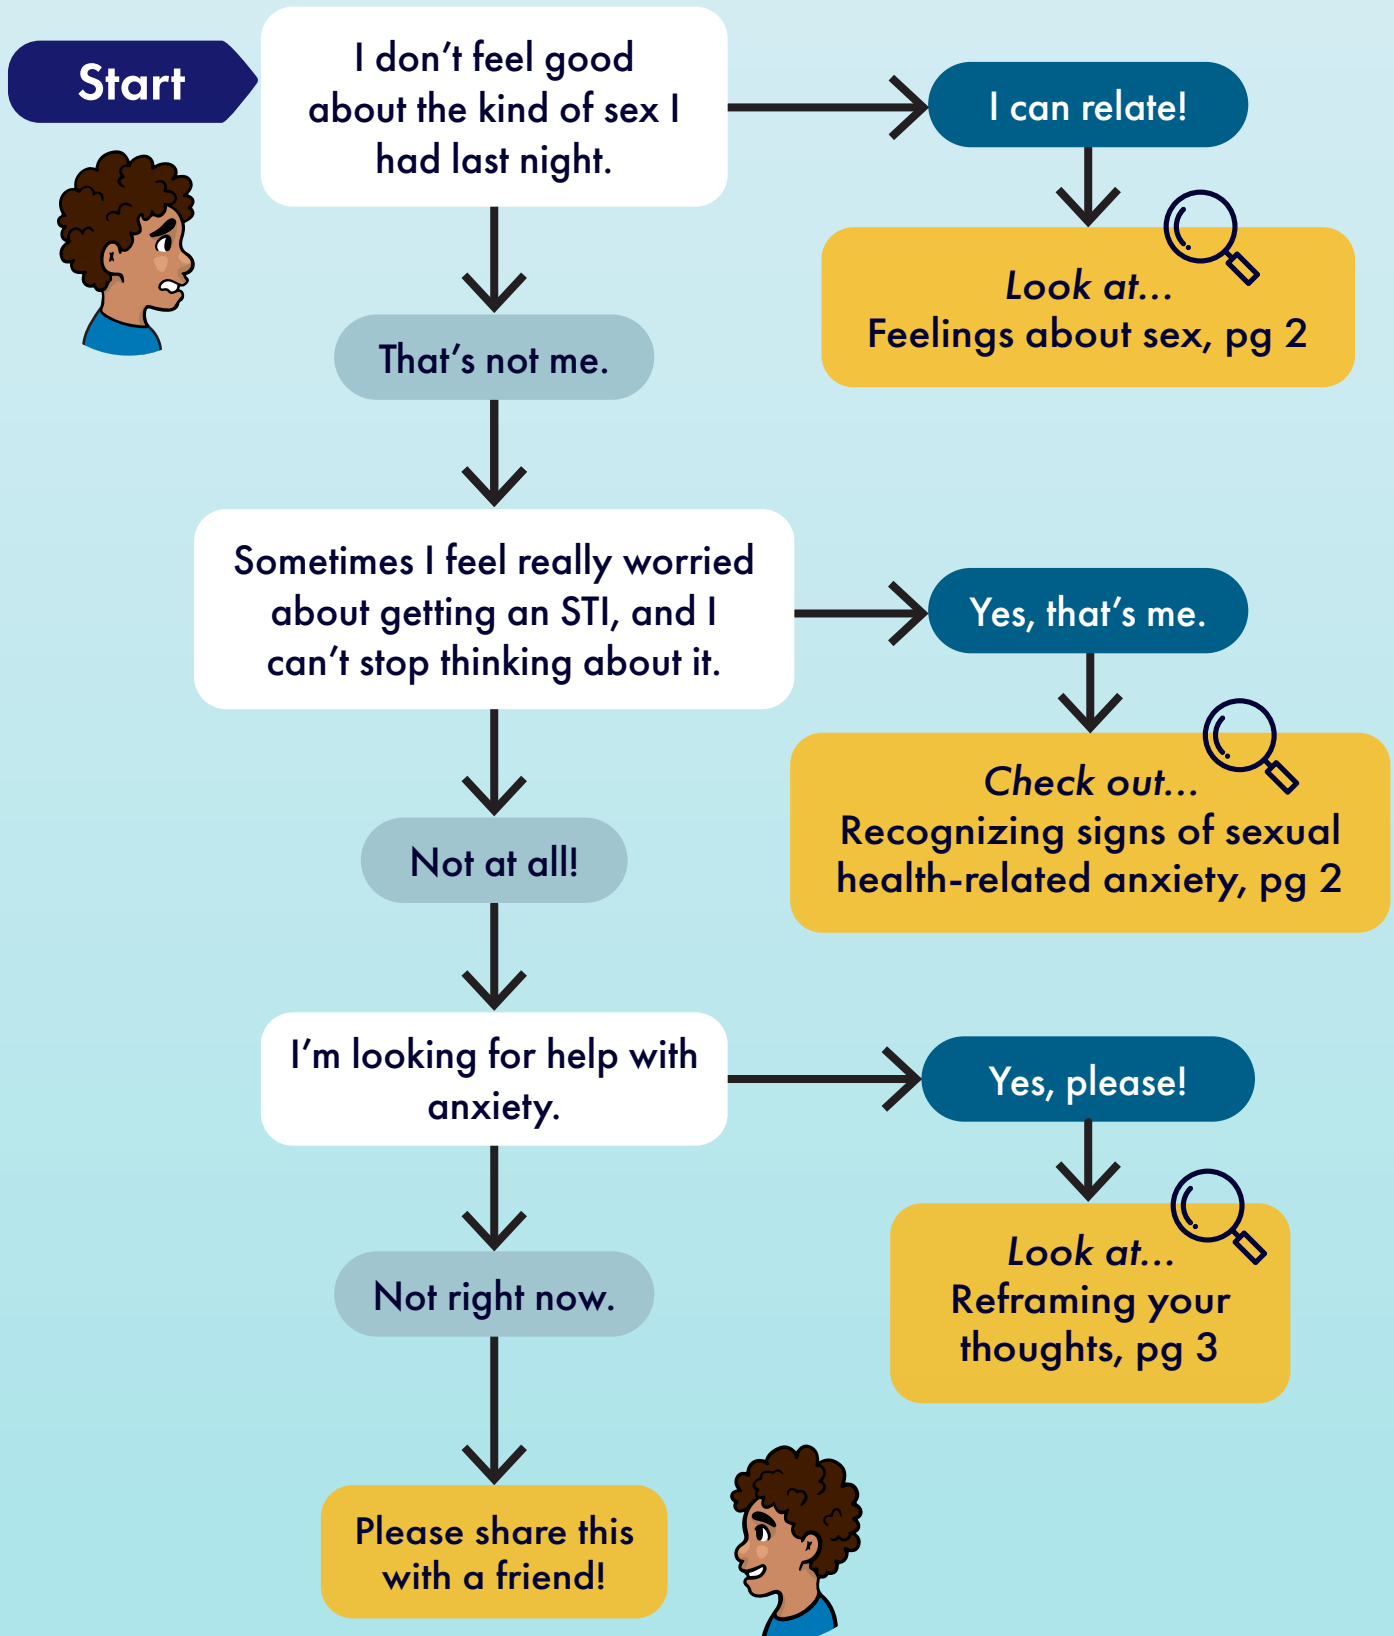 Start
I don’t feel good
about the kind of sex I
had last night.
I can relate!
Look at...
Feelings about sex, pg 2
That’s not me.
Sometimes I feel really worried
about getting an STI, and I
can’t stop thinking about it.
Yes, that’s me.
Check out...
Recognizing signs of sexual
health-related anxiety, pg 2
Not at all!
I’m looking for help with
anxiety.
Yes, please!
Look at...
Reframing your
thoughts, pg 3
Not right now.
Please share this
with a friend!